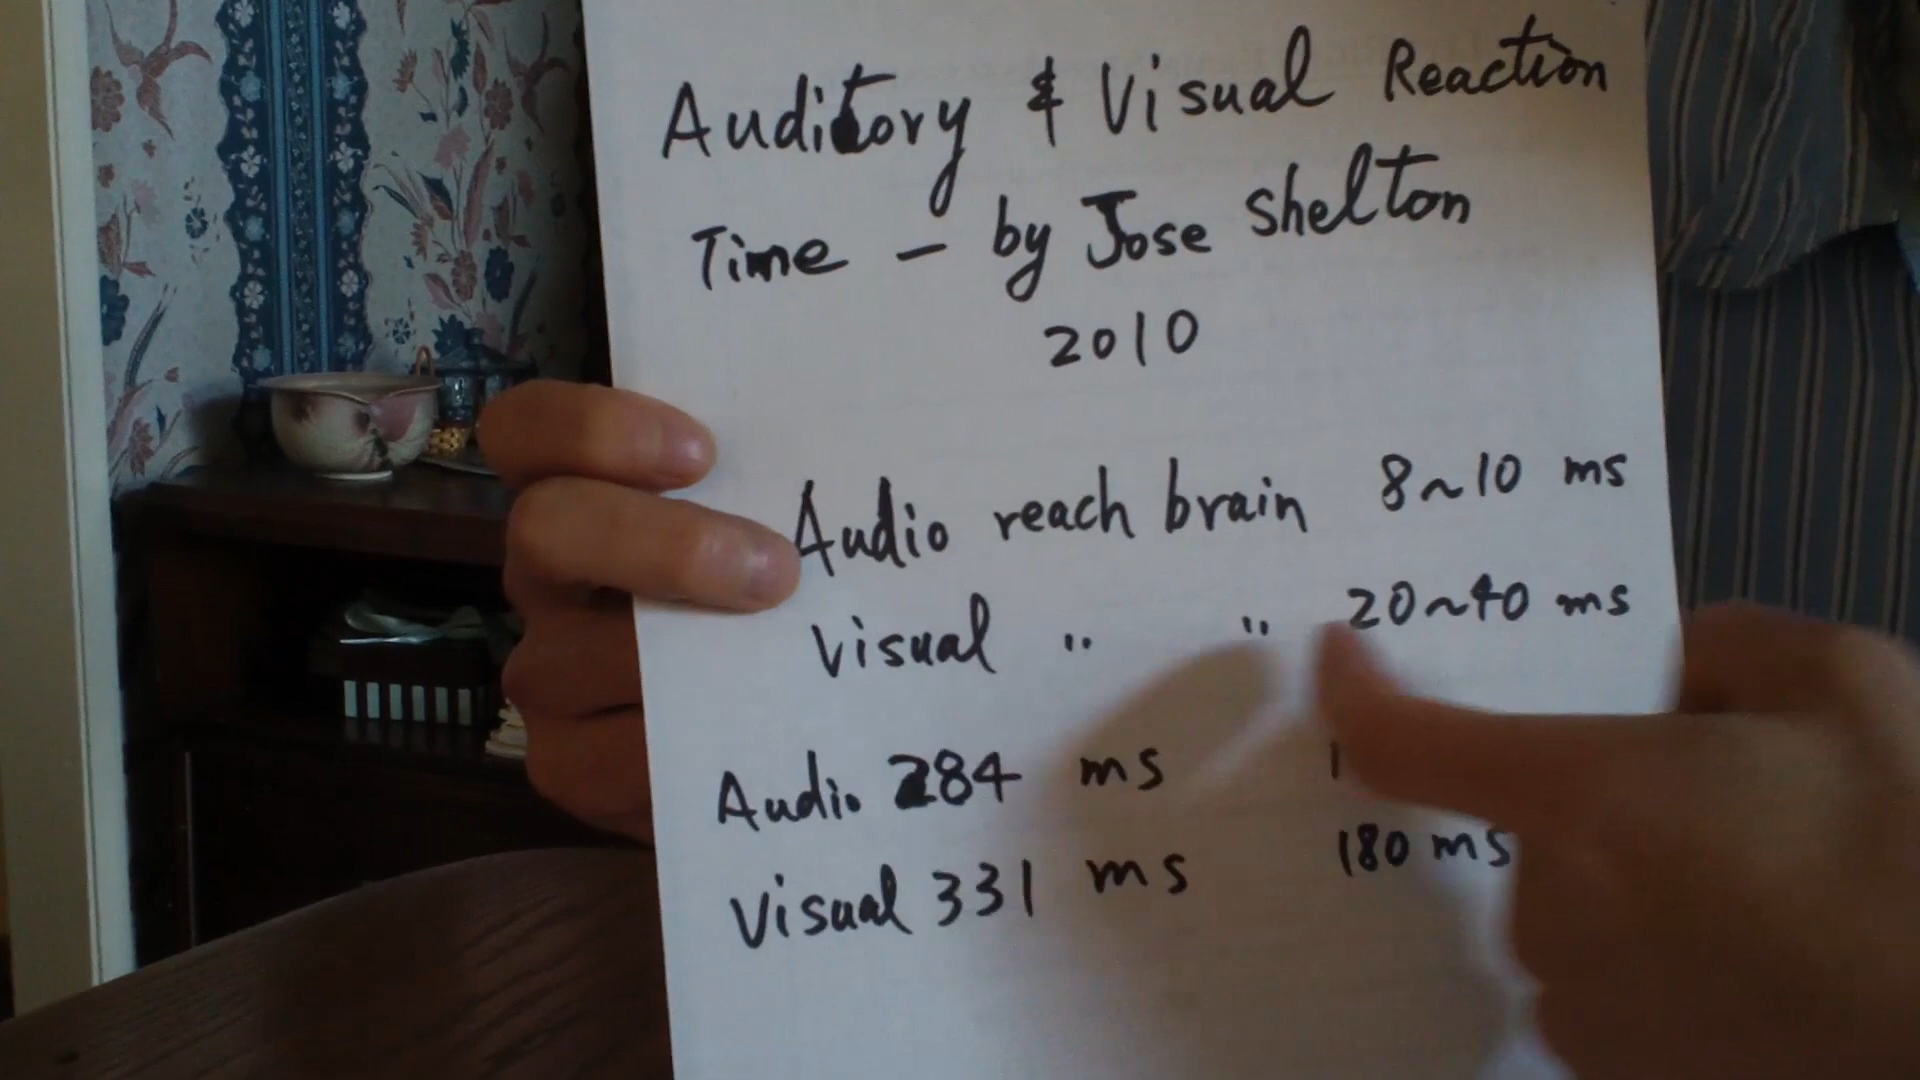 Auditory & Visual Reaction
Time - by Jose Shelton
2010
Audio reach brain 8~10 ms
Visual " " 20~40 ms
Audio 284 ms
Visual 331 ms 180 ms